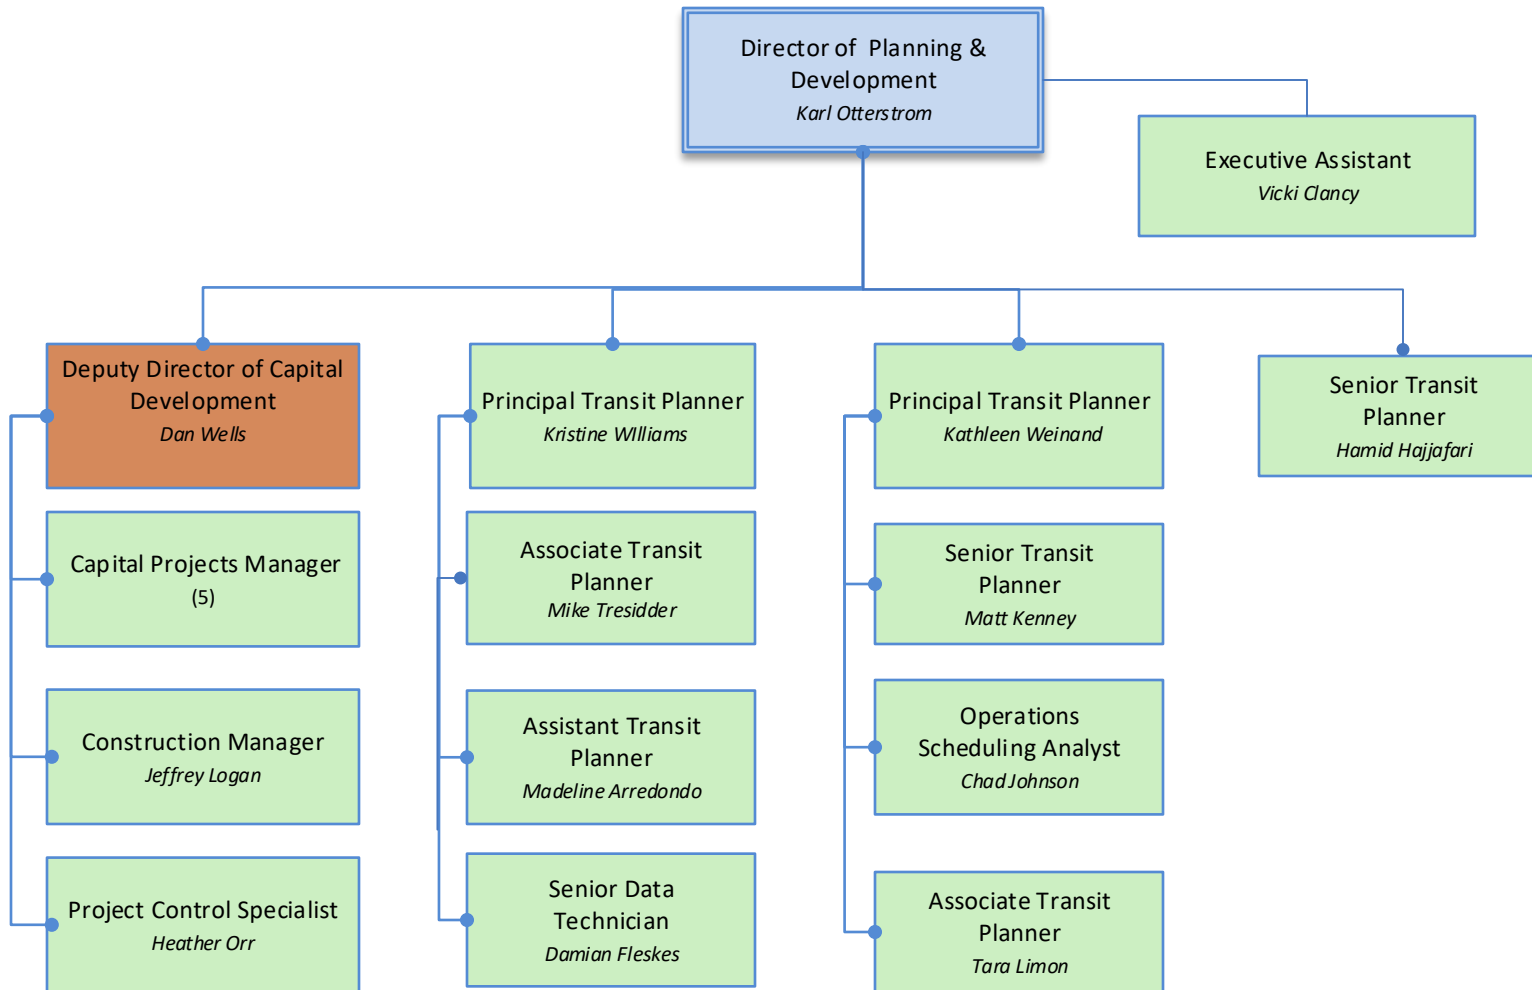 Director of Planning &
Development
Karl Otterstrom
Executive Assistant
Vicki Clancy
Deputy Director of Capital
Development
Dan Wells
Capital Projects Manager
(5)
Construction Manager
Jeffrey Logan
Project Control Specialist
Heather Orr
Principal Transit Planner
Kristine WIlliams
Associate Transit
Planner
Mike Tresidder
Assistant Transit
Planner
Madeline Arredondo
Senior Data
Technician
Damian Fleskes
Principal Transit Planner
Kathleen Weinand
Senior Transit
Planner
Matt Kenney
Operations
Scheduling Analyst
Chad Johnson
Associate Transit
Planner
Tara Limon
Senior Transit
Planner
Hamid Hajjafari